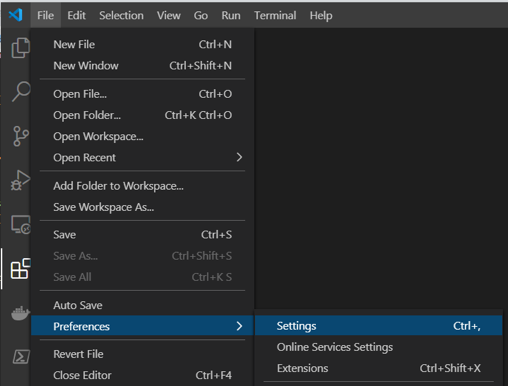 File Edit Selection View Go Run Terminal Help
New File Ctrl+N
New Window Ctrl+Shift+N
Open File... Ctrl+O
Open Folder... Ctrl+K Ctrl+O
Open Workspace...
Open Recent
Add Folder to Workspace...
Save Workspace As...
Save Ctrl+S
Save As... Ctrl+Shift+S
Save All Ctrl+K S
Auto Save
Preferences
Settings Ctrl+,
Online Services Settings
Extensions Ctrl+Shift+X
Revert File
Close Editor Ctrl+F4